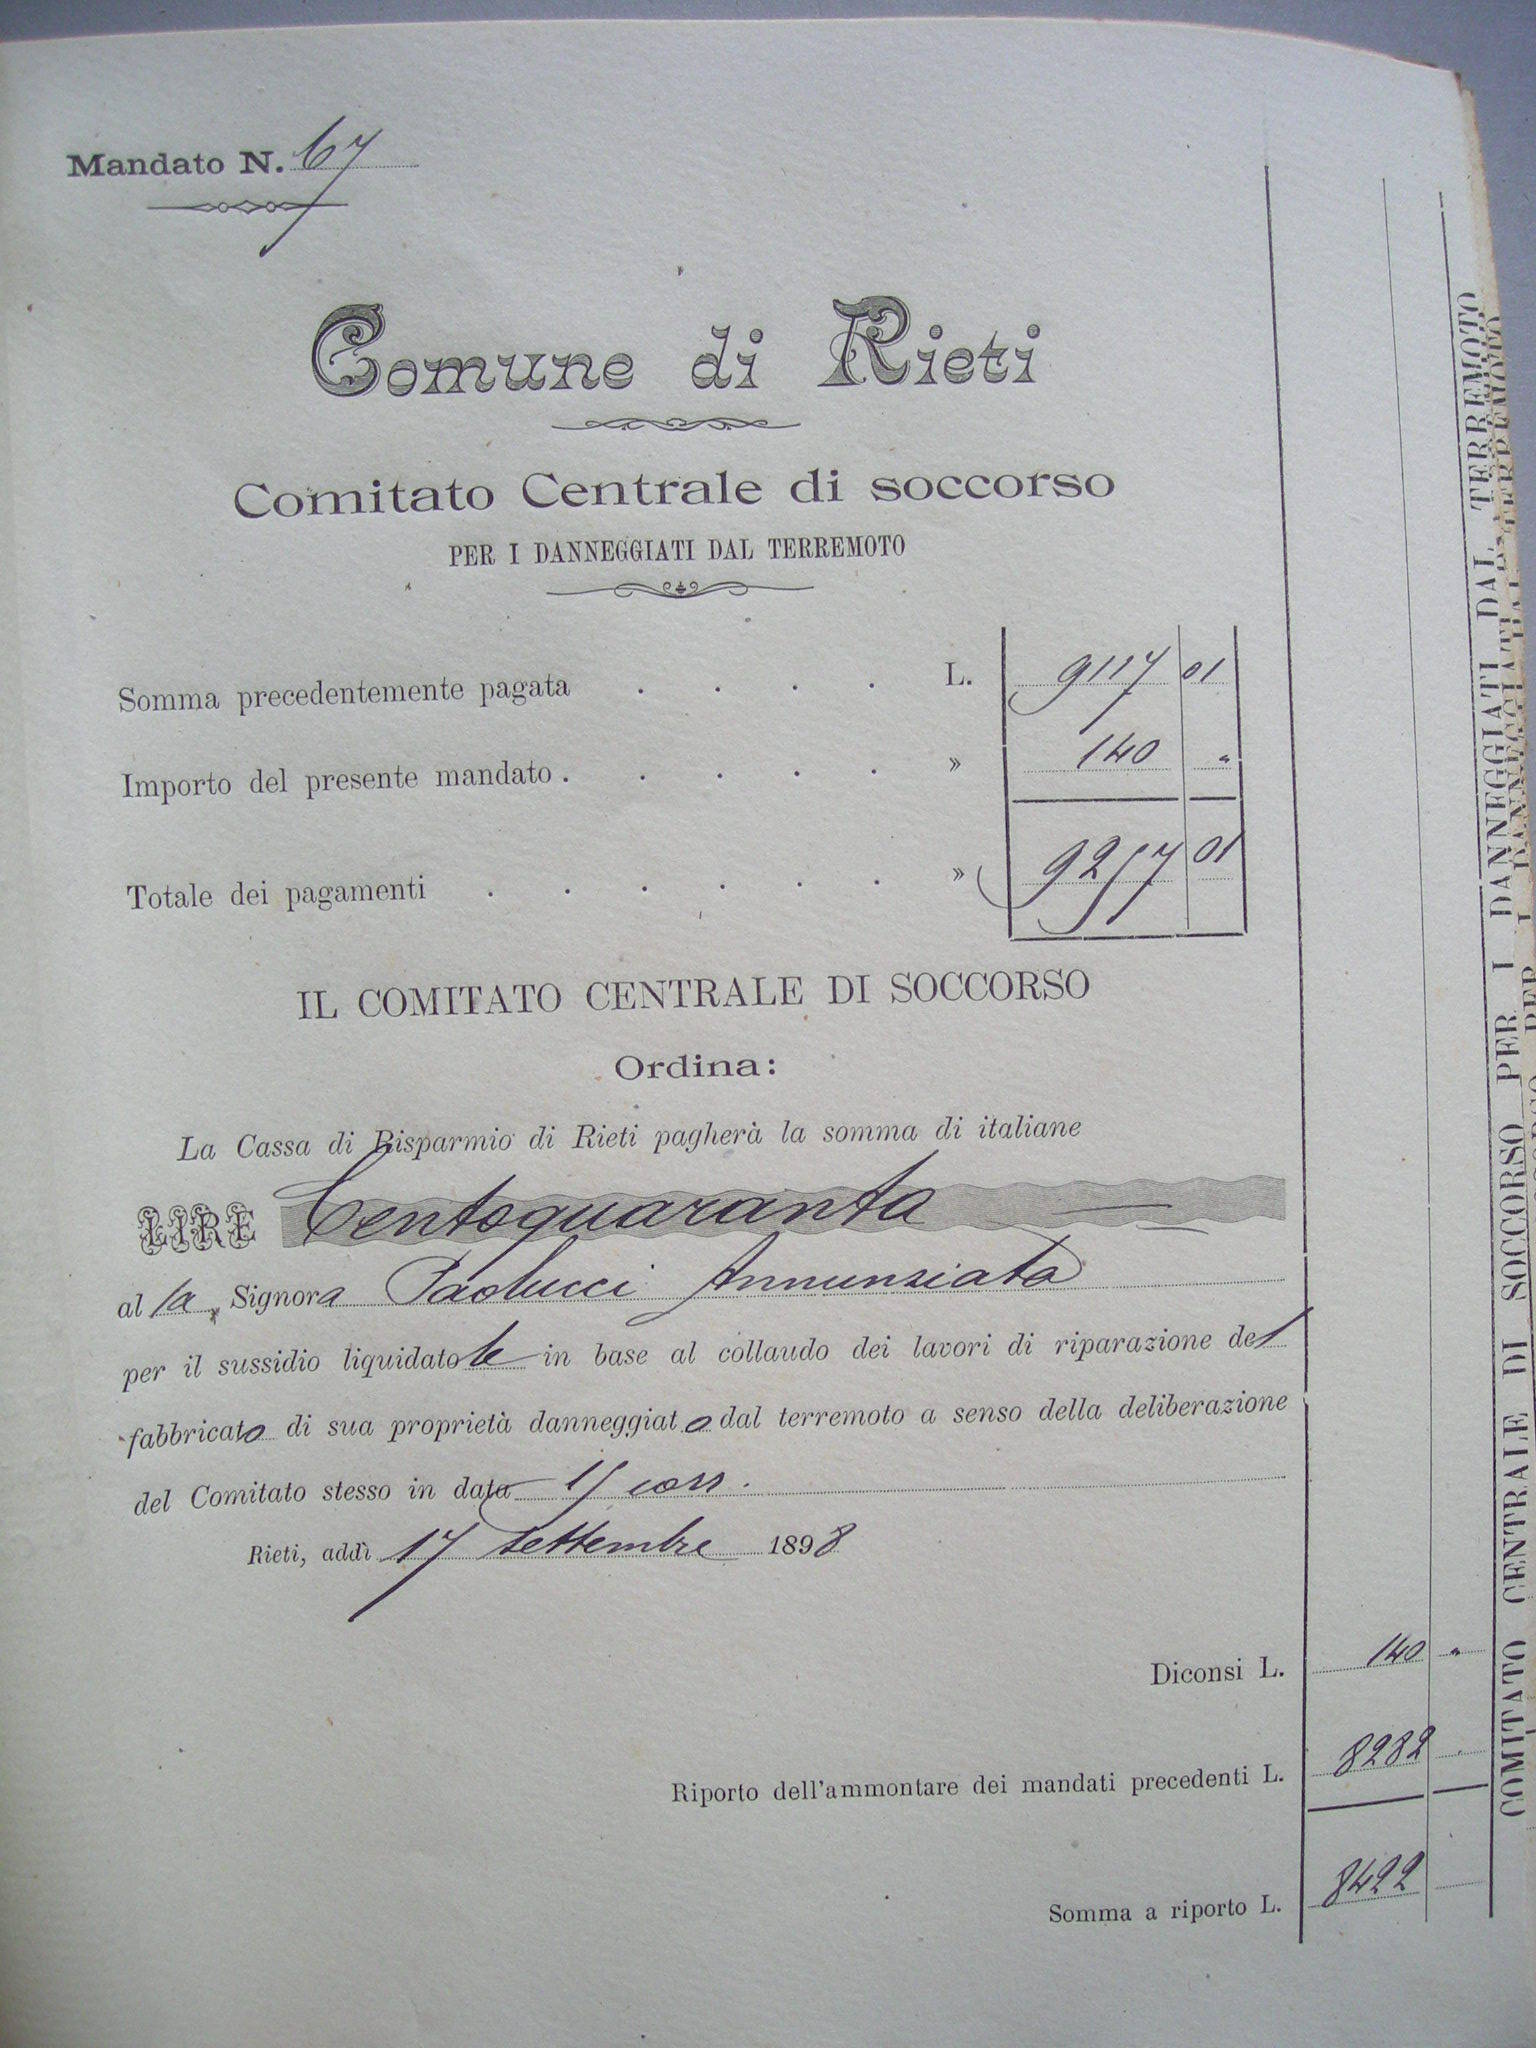 Mandato N. 67
Comune di Rieti
Comitato Centrale di soccorso
PER I DANNEGGIATI DAL TERREMOTO
Somma precedentemente pagata . . . . L. 9117 01
Importo del presente mandato . . . . . » 140 "
Totale dei pagamenti . . . . . . » 9257 01
IL COMITATO CENTRALE DI SOCCORSO
Ordina:
La Cassa di Risparmio di Rieti pagherà la somma di italiane
LIRE Centoquaranta
al la Signora Paolucci Annunziata
per il sussidio liquidatole in base al collaudo dei lavori di riparazione del
fabbricato di sua proprietà danneggiato dal terremoto a senso della deliberazione
del Comitato stesso in data 15 corr.
Rieti, addì 17 Settembre 1898
Diconsi L. 140 "
Riporto dell'ammontare dei mandati precedenti L. 8282
Somma a riporto L. 8422
COMITATO CENTRALE DI SOCCORSO PER I DANNEGGIATI DAL TERREMOTO